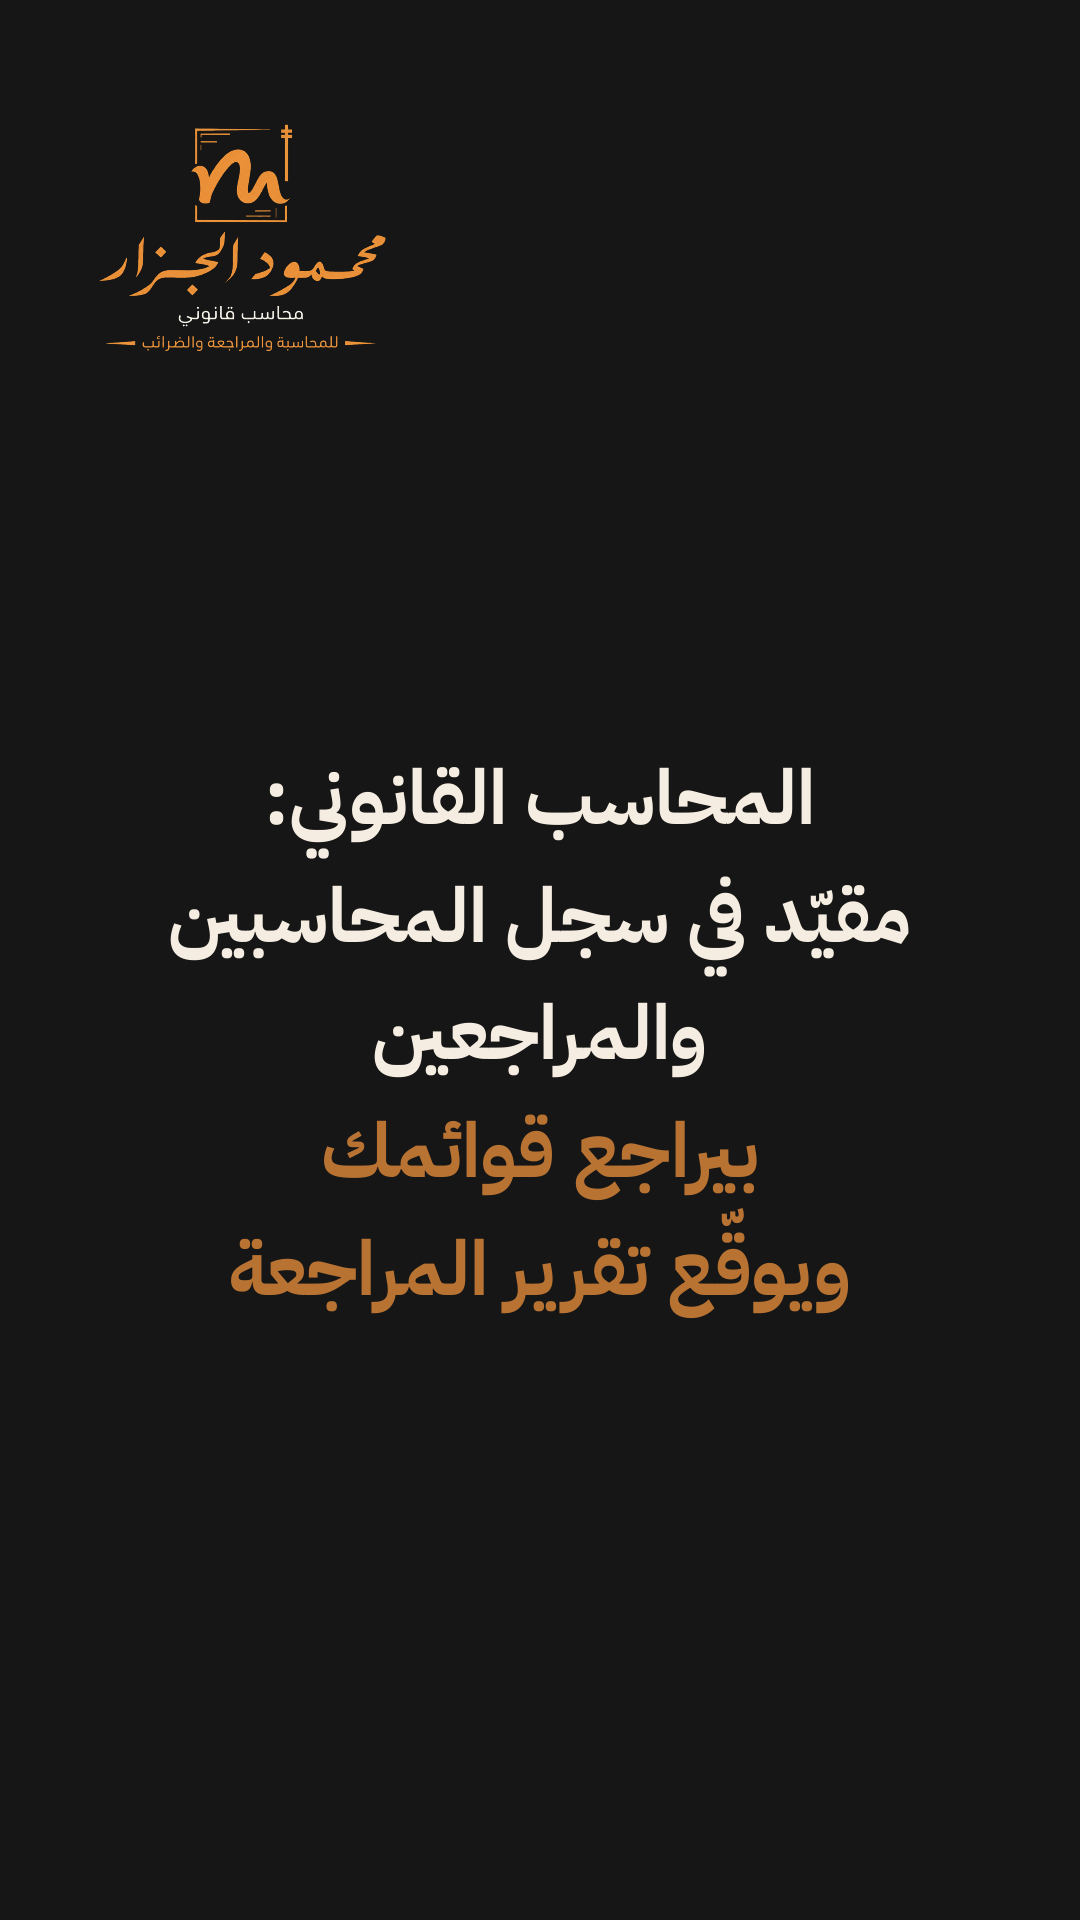 محمود الجزار
محاسب قانوني
للمحاسبة والمراجعة والضرائب
المحاسب القانوني:
مقيّد في سجل المحاسبين
والمراجعين
بيراجع قوائمك
ويوقّع تقرير المراجعة